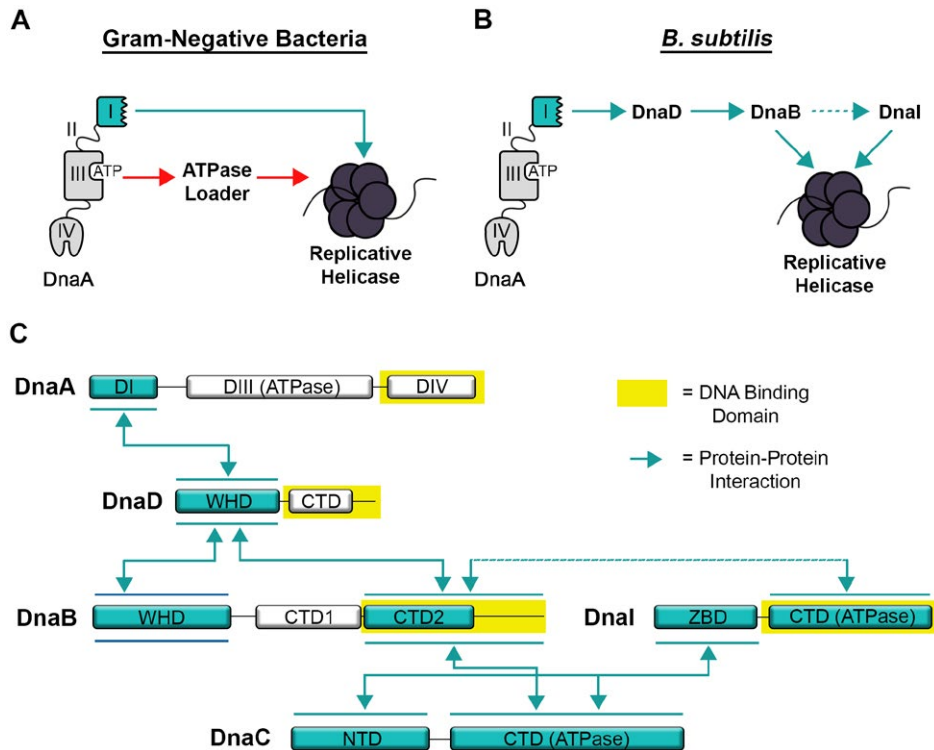 A
Gram-Negative Bacteria
I
II
III
ATP
IV
DnaA
ATPase
Loader
Replicative
Helicase
B
B. subtilis
I
II
III
ATP
IV
DnaA
DnaD
DnaB
DnaI
Replicative
Helicase
C
DnaA
DI
DIII (ATPase)
DIV
= DNA Binding
Domain
= Protein-Protein
Interaction
DnaD
WHD
CTD
DnaB
WHD
CTD1
CTD2
DnaI
ZBD
CTD (ATPase)
DnaC
NTD
CTD (ATPase)